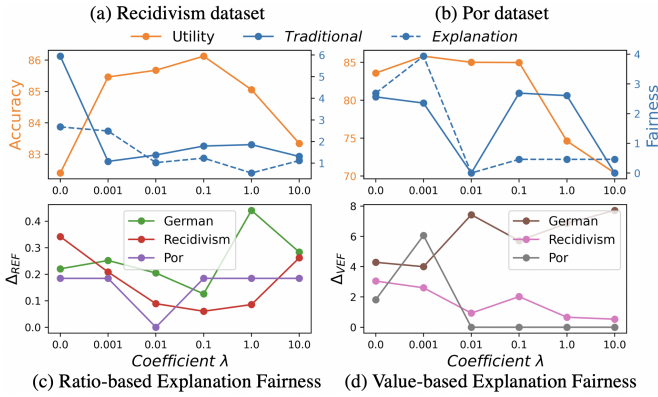 (a) Recidivism dataset
(b) Por dataset
Utility
Traditional
Explanation
Accuracy
86
85
84
83
6
5
4
3
2
1
0.0 0.001 0.01 0.1 1.0 10.0
85
80
75
70
4
3
2
1
0
Fairness
0.0 0.001 0.01 0.1 1.0 10.0
Δ_REF
0.4
0.3
0.2
0.1
0.0
German
Recidivism
Por
0.0 0.001 0.01 0.1 1.0 10.0
Coefficient λ
Δ_VEF
8
6
4
2
0
German
Recidivism
Por
0.0 0.001 0.01 0.1 1.0 10.0
Coefficient λ
(c) Ratio-based Explanation Fairness
(d) Value-based Explanation Fairness